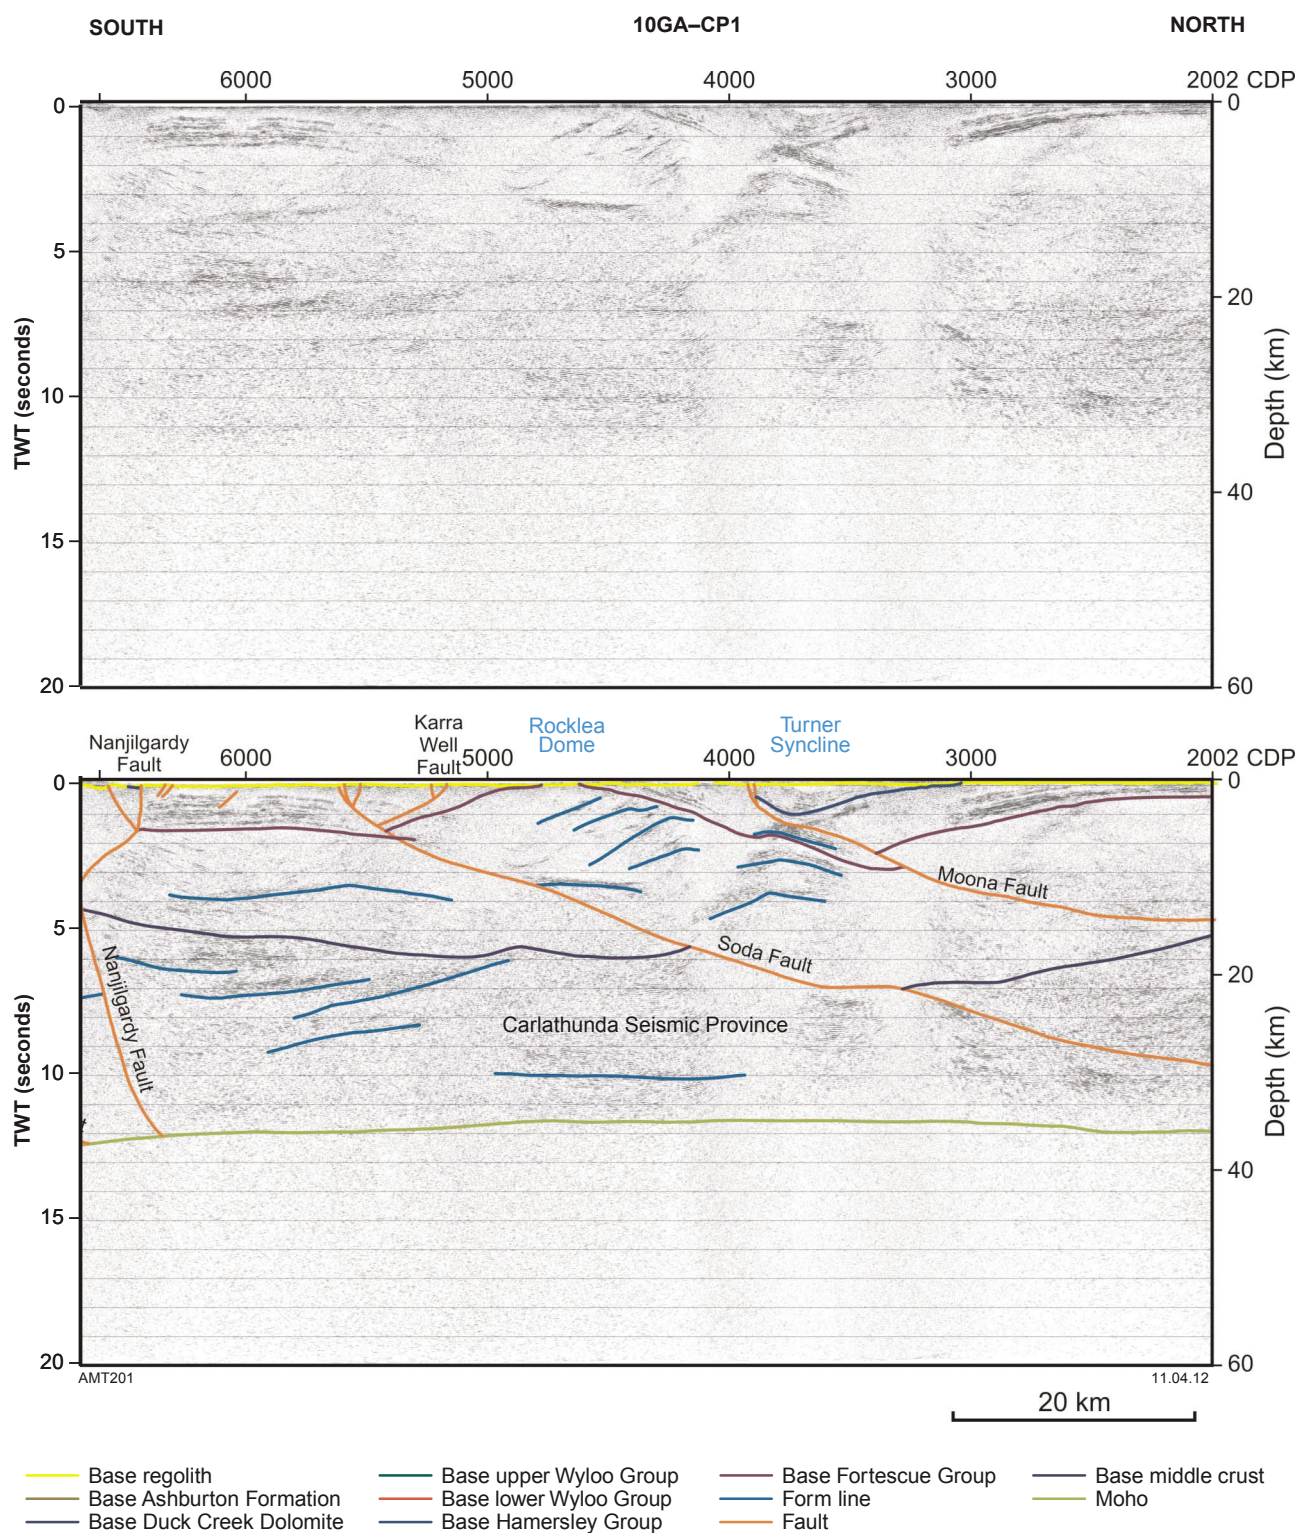 SOUTH 10GA–CP1 NORTH
6000 5000 4000 3000 2002 CDP
0 0
5
20
10
40
15
20 60
TWT (seconds)
Depth (km)
Nanjilgardy
Fault
Karra
Well
Fault
Rocklea
Dome
Turner
Syncline
6000 5000 4000 3000 2002 CDP
0 0
5
20
10
40
15
20 60
TWT (seconds)
Depth (km)
Moona Fault
Soda Fault
Nanjilgardy Fault
Carlathunda Seismic Province
t
AMT201 11.04.12
20 km
Base regolith Base upper Wyloo Group Base Fortescue Group Base middle crust
Base Ashburton Formation Base lower Wyloo Group Form line Moho
Base Duck Creek Dolomite Base Hamersley Group Fault